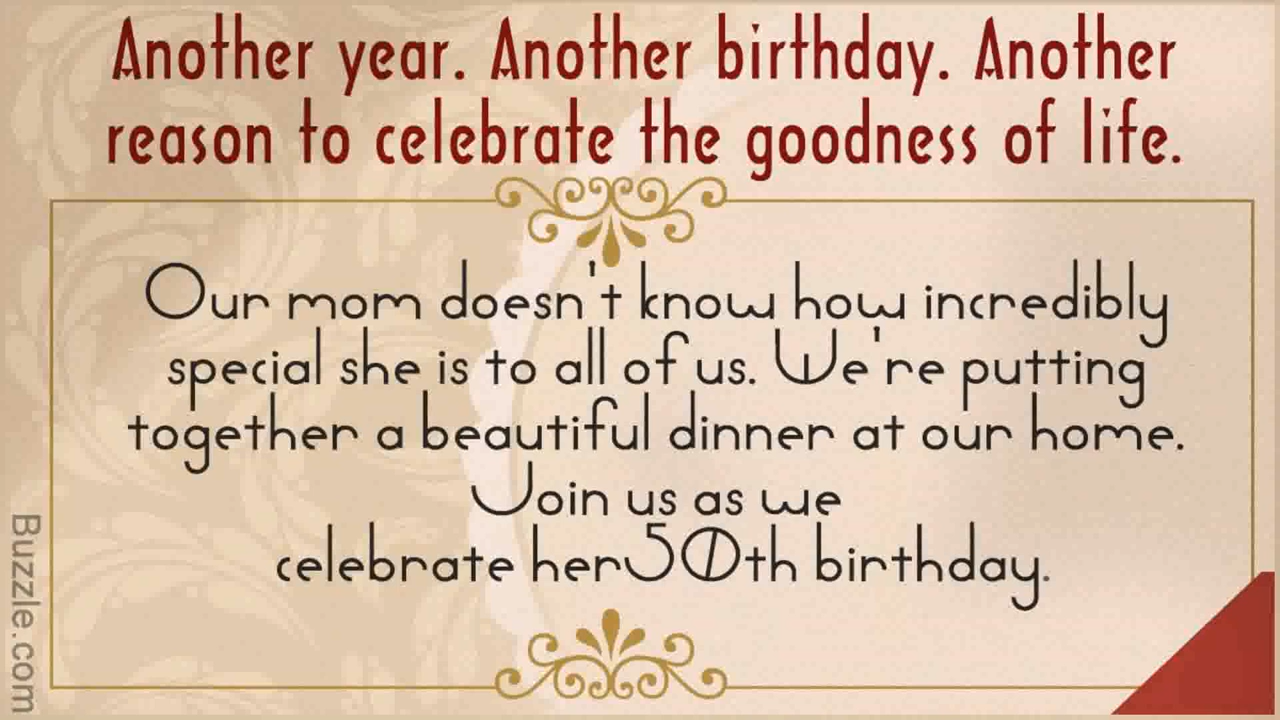 Another year. Another birthday. Another
reason to celebrate the goodness of life.
Our mom doesn't know how incredibly
special she is to all of us. We're putting
together a beautiful dinner at our home.
Join us as we
celebrate her50th birthday.
Buzzle.com